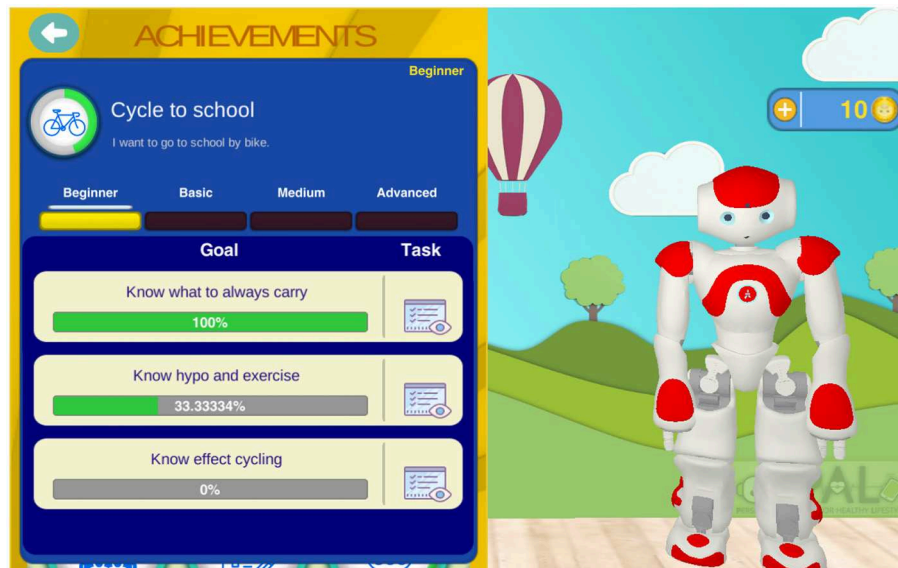 ACHIEVEMENTS
Beginner
Cycle to school
I want to go to school by bike.
Beginner Basic Medium Advanced
Goal Task
Know what to always carry
100%
Know hypo and exercise
33.33334%
Know effect cycling
0%
10